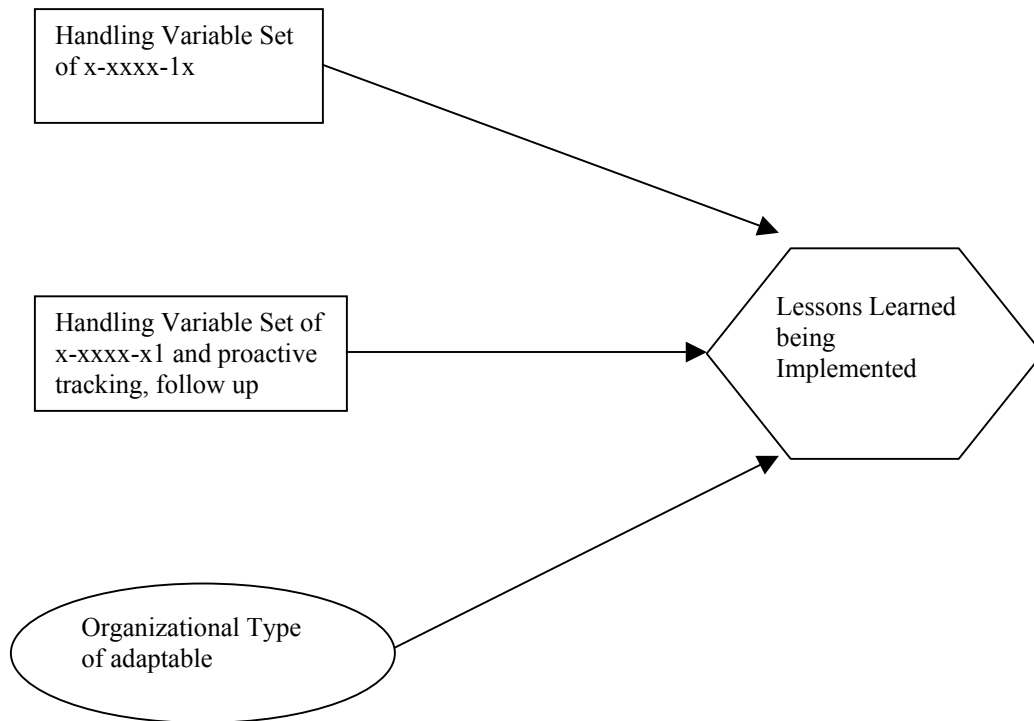 Handling Variable Set
of x-xxxx-1x
Handling Variable Set of
x-xxxx-x1 and proactive
tracking, follow up
Lessons Learned
being
Implemented
Organizational Type
of adaptable